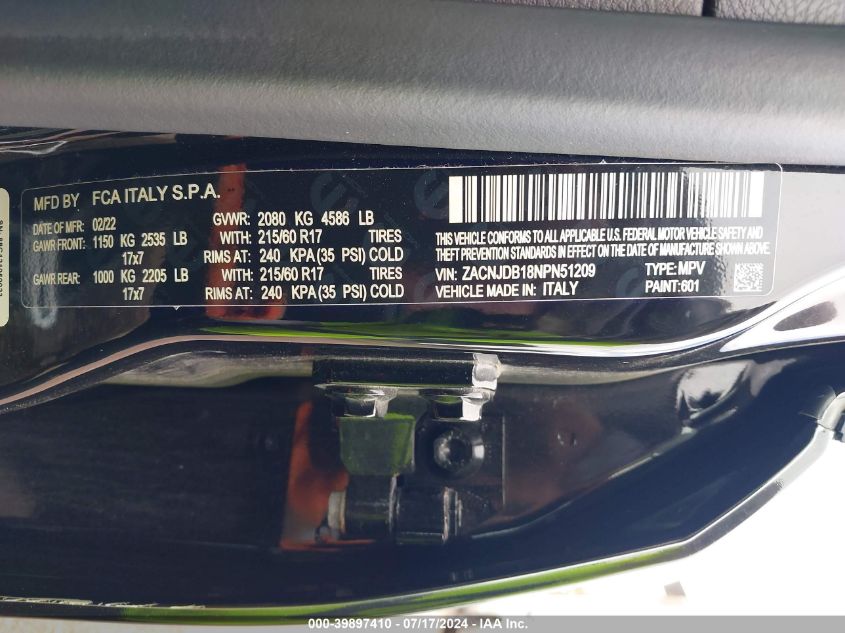 MFD BY FCA ITALY S.P.A.
DATE OF MFR: 02/22 GVWR: 2080 KG 4586 LB
GAWR FRONT: 1150 KG 2535 LB WITH: 215/60 R17 TIRES
17x7 RIMS AT: 240 KPA (35 PSI) COLD
GAWR REAR: 1000 KG 2205 LB WITH: 215/60 R17 TIRES
17x7 RIMS AT: 240 KPA (35 PSI) COLD
THIS VEHICLE CONFORMS TO ALL APPLICABLE U.S. FEDERAL MOTOR VEHICLE SAFETY AND
THEFT PREVENTION STANDARDS IN EFFECT ON THE DATE OF MANUFACTURE SHOWN ABOVE.
VIN: ZACNJDB18NPN51209 TYPE: MPV
VEHICLE MADE IN: ITALY PAINT:601
000-39897410 - 07/17/2024 - IAA Inc.